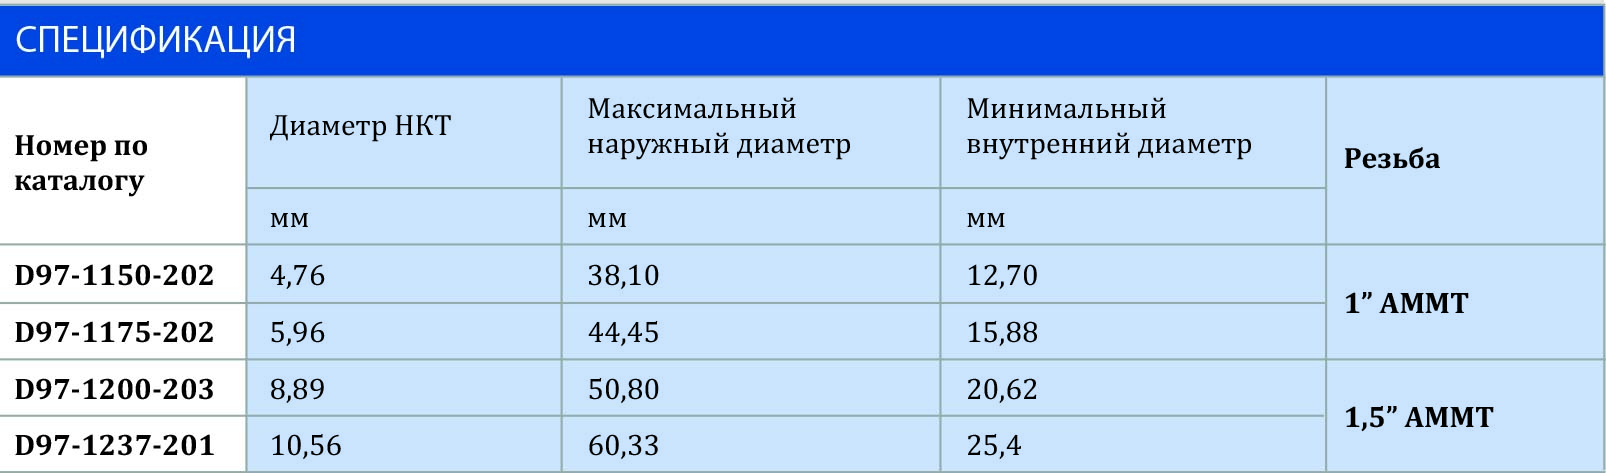 СПЕЦИФИКАЦИЯ
Номер по каталогу
Диаметр НКТ
Максимальный наружный диаметр
Минимальный внутренний диаметр
Резьба
мм мм мм
D97-1150-202 4,76 38,10 12,70
1” АММТ
D97-1175-202 5,96 44,45 15,88
D97-1200-203 8,89 50,80 20,62
1,5” АММТ
D97-1237-201 10,56 60,33 25,4